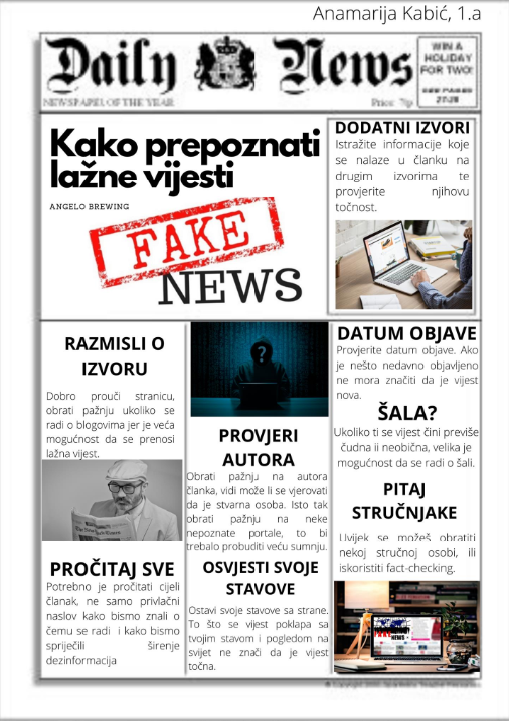 Anamarija Kabić, 1.a
Daily News
WIN A
HOLIDAY
FOR TWO!
SEE PAGES
27-28
NEWSPAPER OF THE YEAR
Price: 70p
Kako prepoznati
lažne vijesti
ANGELO BREWING
FAKE
NEWS
DODATNI IZVORI
Istražite informacije koje
se nalaze u članku na
drugim izvorima te
provjerite njihovu
točnost.
RAZMISLI O
IZVORU
Dobro prouči stranicu,
obrati pažnju ukoliko se
radi o blogovima jer je veća
mogućnost da se prenosi
lažna vijest.
PROČITAJ SVE
Potrebno je pročitati cijeli
članak, ne samo privlačni
naslov kako bismo znali o
čemu se radi i kako bismo
spriječili širenje
dezinformacija
?
PROVJERI
AUTORA
Obrati pažnju na autora
članka, vidi može li se vjerovati
da je stvarna osoba. Isto tak
obrati pažnju na neke
nepoznate portale, to bi
trebalo probuditi veću sumnju.
OSVJESTI SVOJE
STAVOVE
Ostavi svoje stavove sa strane.
To što se vijest poklapa sa
tvojim stavom i pogledom na
svijet ne znači da je vijest
točna.
DATUM OBJAVE
Provjerite datum objave. Ako
je nešto nedavno objavljeno
ne mora značiti da je vijest
nova.
ŠALA?
Ukoliko ti se vijest čini previše
čudna ii neobična, velika je
mogućnost da se radi o šali.
PITAJ
STRUČNJAKE
Uvijek se možeš obratiti
nekoj stručnoj osobi, ili
iskoristiti fact-checking.